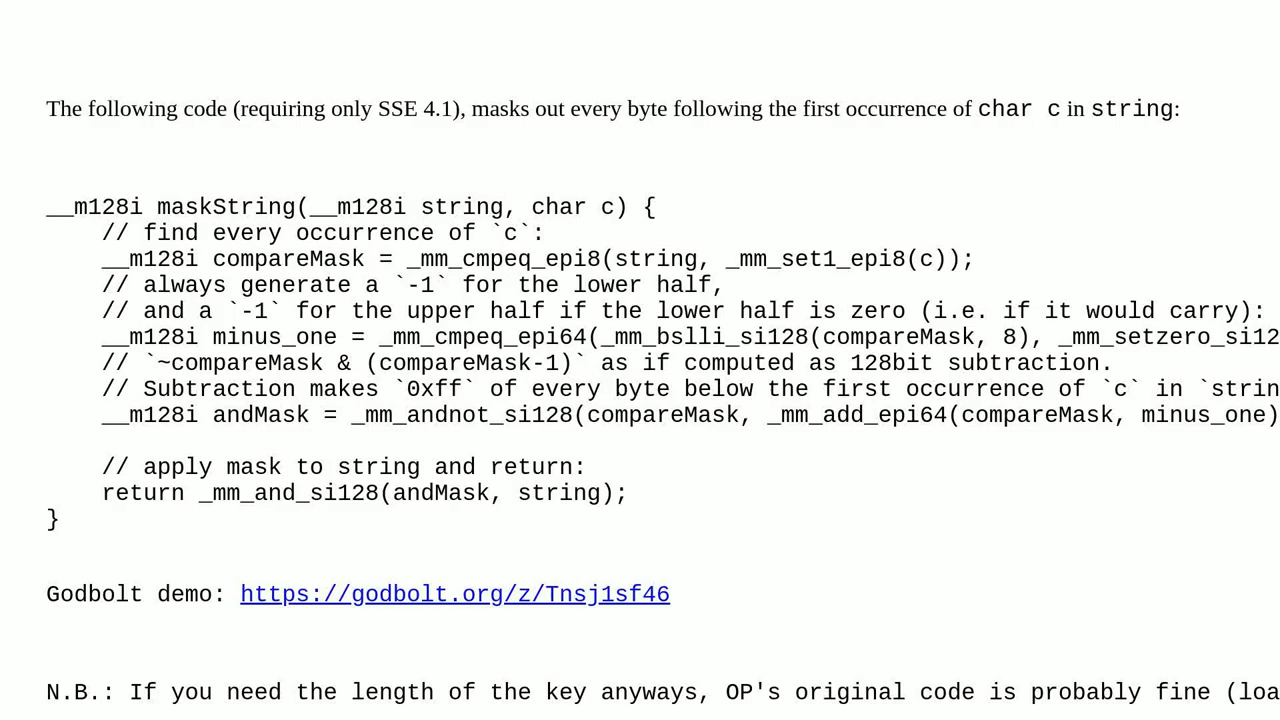 The following code (requiring only SSE 4.1), masks out every byte following the first occurrence of char c in string:
__m128i maskString(__m128i string, char c) {
    // find every occurrence of `c`:
    __m128i compareMask = _mm_cmpeq_epi8(string, _mm_set1_epi8(c));
    // always generate a `-1` for the lower half,
    // and a `-1` for the upper half if the lower half is zero (i.e. if it would carry):
    __m128i minus_one = _mm_cmpeq_epi64(_mm_bslli_si128(compareMask, 8), _mm_setzero_si12
    // `~compareMask & (compareMask-1)` as if computed as 128bit subtraction.
    // Subtraction makes `0xff` of every byte below the first occurrence of `c` in `strin
    __m128i andMask = _mm_andnot_si128(compareMask, _mm_add_epi64(compareMask, minus_one)
    // apply mask to string and return:
    return _mm_and_si128(andMask, string);
}
Godbolt demo: https://godbolt.org/z/Tnsj1sf46
N.B.: If you need the length of the key anyways, OP's original code is probably fine (loa